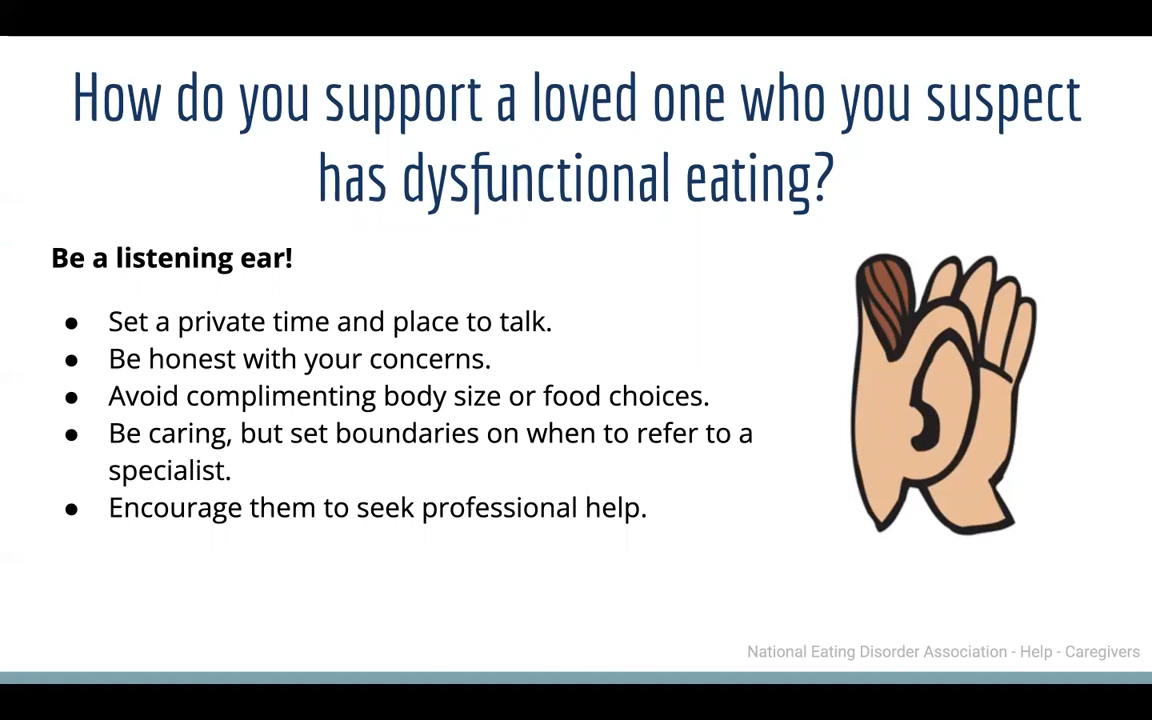 How do you support a loved one who you suspect
has dysfunctional eating?
Be a listening ear!
● Set a private time and place to talk.
● Be honest with your concerns.
● Avoid complimenting body size or food choices.
● Be caring, but set boundaries on when to refer to a
specialist.
● Encourage them to seek professional help.
National Eating Disorder Association - Help - Caregivers